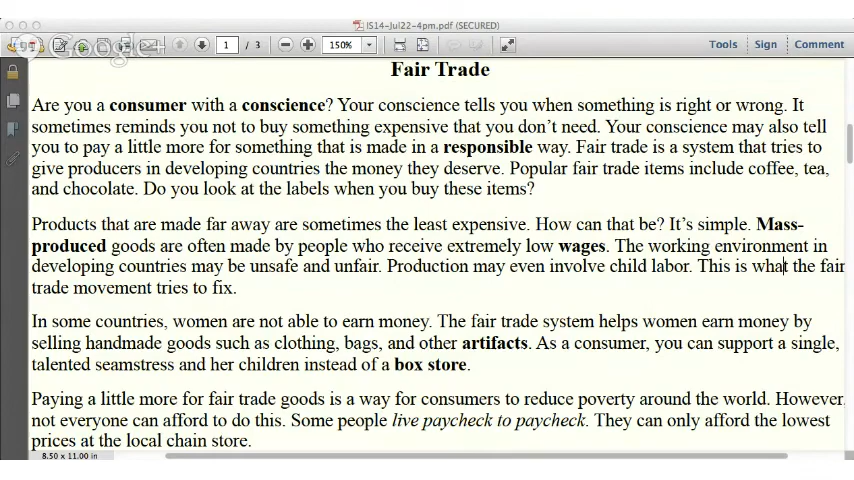 IS14-Jul22-4pm.pdf (SECURED)
Google+
1 / 3
150%
Tools Sign Comment
Fair Trade
Are you a consumer with a conscience? Your conscience tells you when something is right or wrong. It
sometimes reminds you not to buy something expensive that you don't need. Your conscience may also tell
you to pay a little more for something that is made in a responsible way. Fair trade is a system that tries to
give producers in developing countries the money they deserve. Popular fair trade items include coffee, tea,
and chocolate. Do you look at the labels when you buy these items?
Products that are made far away are sometimes the least expensive. How can that be? It's simple. Mass-
produced goods are often made by people who receive extremely low wages. The working environment in
developing countries may be unsafe and unfair. Production may even involve child labor. This is what the fair
trade movement tries to fix.
In some countries, women are not able to earn money. The fair trade system helps women earn money by
selling handmade goods such as clothing, bags, and other artifacts. As a consumer, you can support a single,
talented seamstress and her children instead of a box store.
Paying a little more for fair trade goods is a way for consumers to reduce poverty around the world. However,
not everyone can afford to do this. Some people live paycheck to paycheck. They can only afford the lowest
prices at the local chain store.
8.50 x 11.00 in